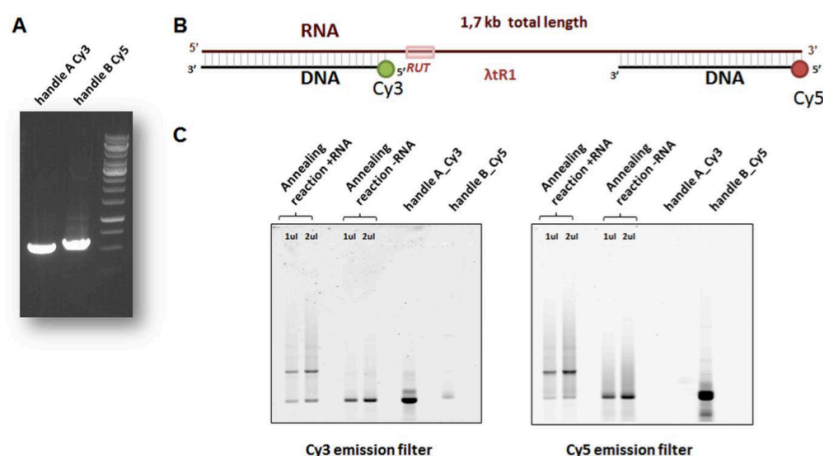 A
handle A Cy3
handle B Cy5
B
1,7 kb total length
RNA
5'
3'
3'
DNA
Cy3
5'
RUT
λtR1
3'
DNA
Cy5
C
Annealing
reaction +RNA
Annealing
reaction -RNA
handle A_Cy3
handle B_Cy5
1ul 2ul 1ul 2ul
Cy3 emission filter
Annealing
reaction +RNA
Annealing
reaction -RNA
handle A_Cy3
handle B_Cy5
1ul 2ul 1ul 2ul
Cy5 emission filter